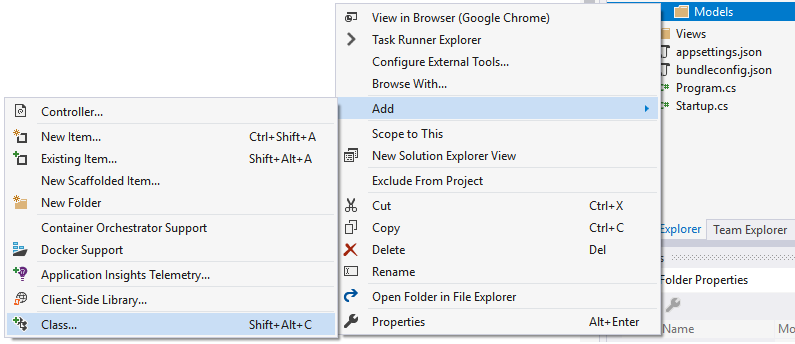 View in Browser (Google Chrome)
Task Runner Explorer
Configure External Tools...
Browse With...
Add
Scope to This
New Solution Explorer View
Exclude From Project
Cut Ctrl+X
Copy Ctrl+C
Delete Del
Rename
Open Folder in File Explorer
Properties Alt+Enter
Controller...
New Item... Ctrl+Shift+A
Existing Item... Shift+Alt+A
New Scaffolded Item...
New Folder
Container Orchestrator Support
Docker Support
Application Insights Telemetry...
Client-Side Library...
Class... Shift+Alt+C
Models
Views
appsettings.json
bundleconfig.json
Program.cs
Startup.cs
Explorer Team Explorer
Folder Properties
Name Mo